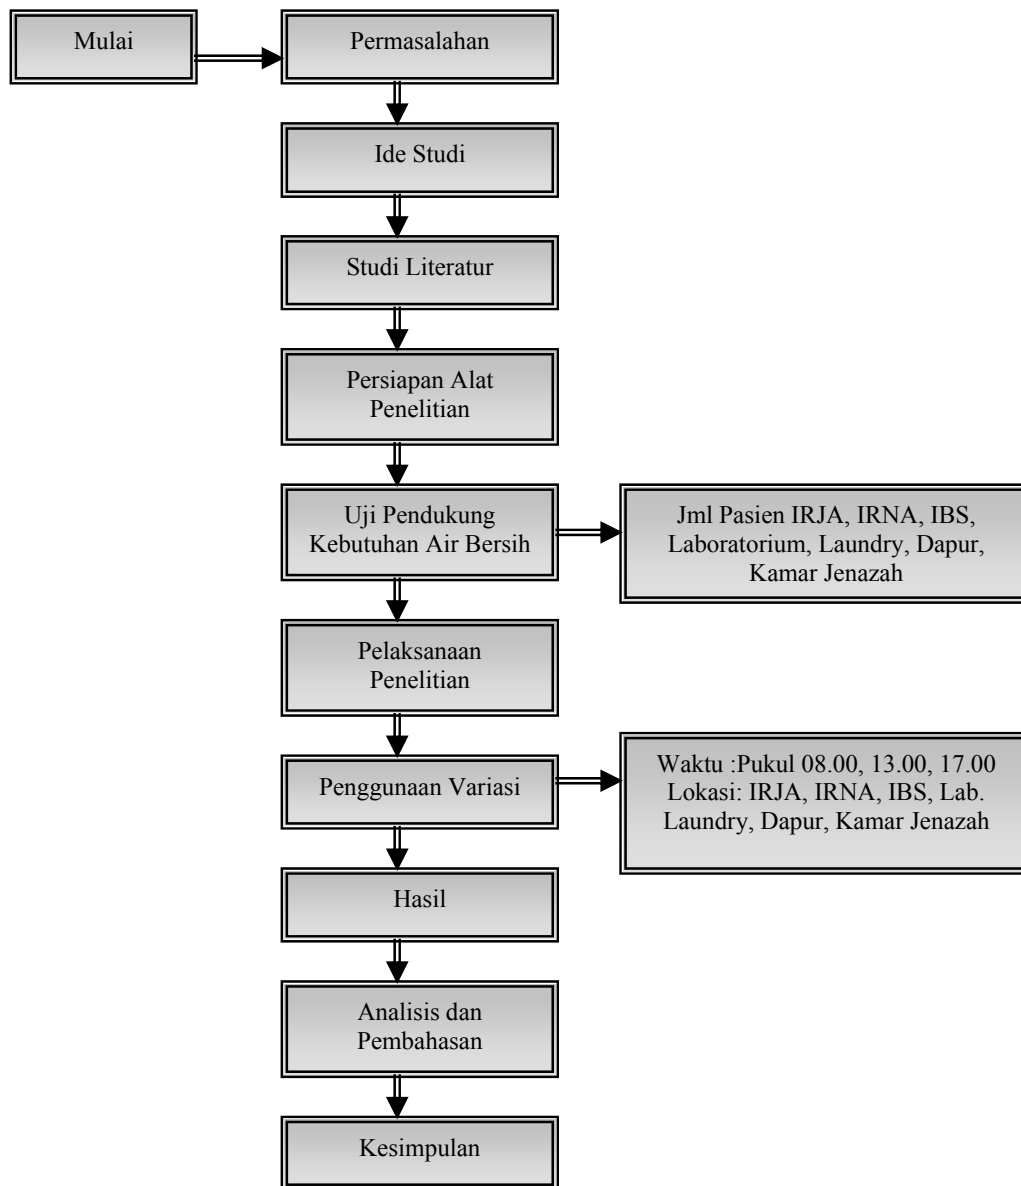 Mulai
Permasalahan
Ide Studi
Studi Literatur
Persiapan Alat
Penelitian
Uji Pendukung
Kebutuhan Air Bersih
Jml Pasien IRJA, IRNA, IBS,
Laboratorium, Laundry, Dapur,
Kamar Jenazah
Pelaksanaan
Penelitian
Penggunaan Variasi
Waktu :Pukul 08.00, 13.00, 17.00
Lokasi: IRJA, IRNA, IBS, Lab.
Laundry, Dapur, Kamar Jenazah
Hasil
Analisis dan
Pembahasan
Kesimpulan